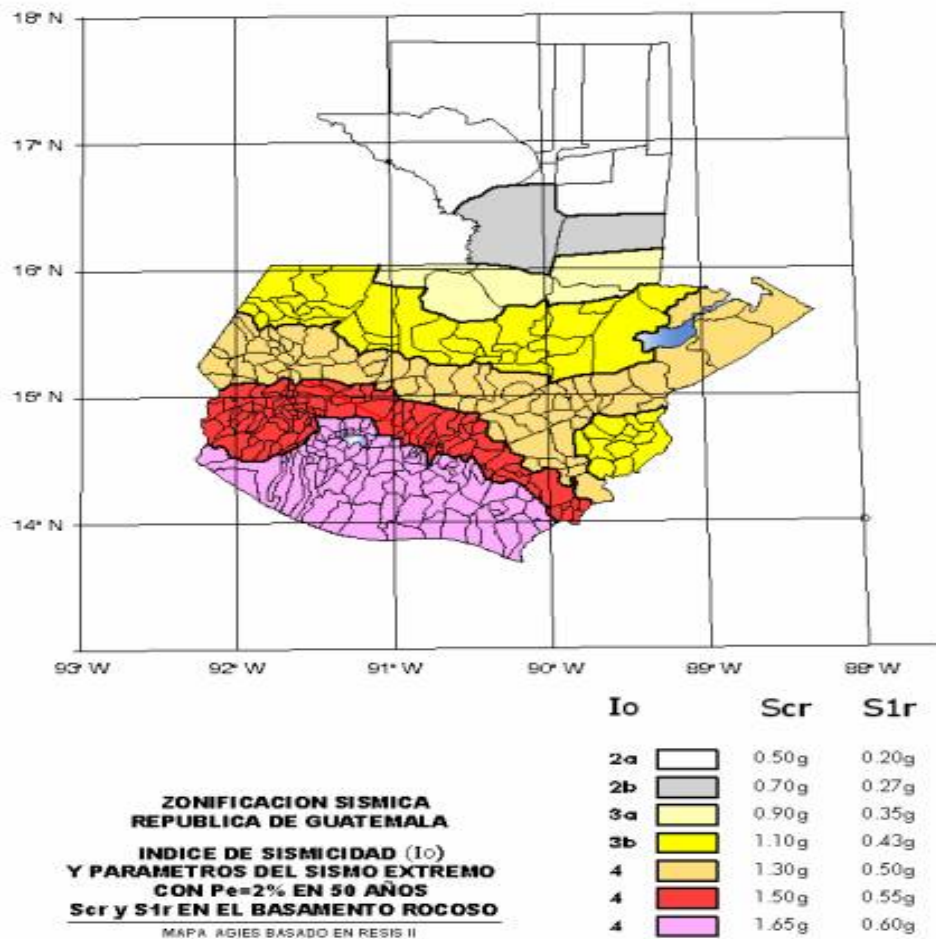 18° N
17° N
16° N
15° N
14° N
93° W 92° W 91° W 90° W 89° W 88° W
Io Scr S1r
2a 0.50g 0.20g
2b 0.70g 0.27g
3a 0.90g 0.35g
3b 1.10g 0.43g
4 1.30g 0.50g
4 1.50g 0.55g
4 1.65g 0.60g
ZONIFICACION SISMICA
REPUBLICA DE GUATEMALA
INDICE DE SISMICIDAD (Io)
Y PARAMETROS DEL SISMO EXTREMO
CON Pe=2% EN 50 AÑOS
Scr y S1r EN EL BASAMENTO ROCOSO
MAPA AGIES BASADO EN RESIS II